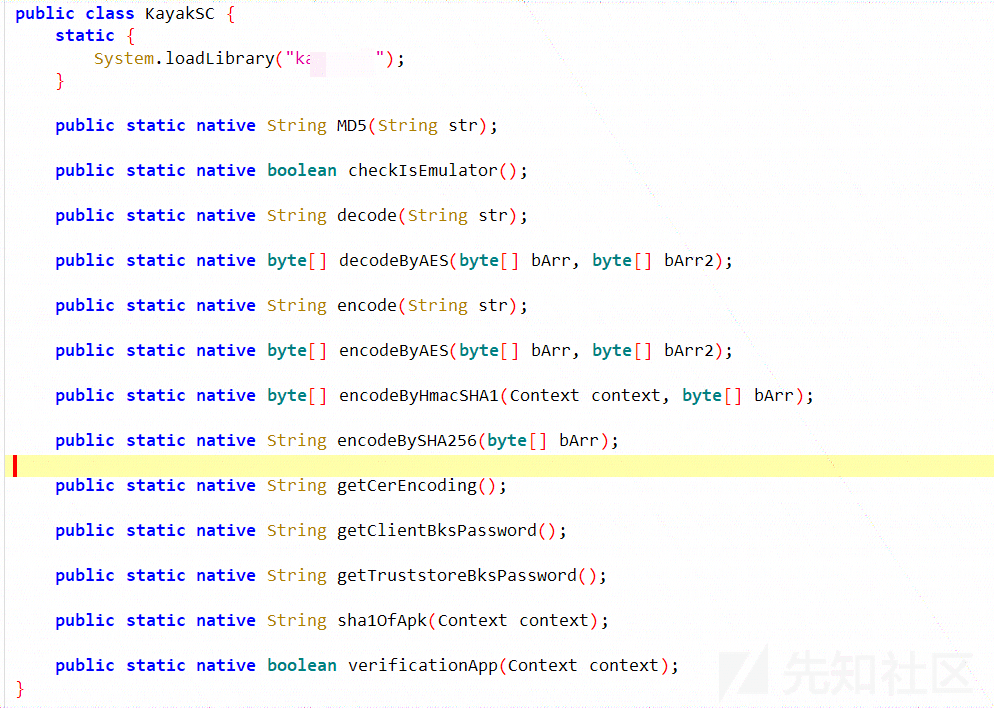 public class KayakSC {
static {
System.loadLibrary("ka ");
}
public static native String MD5(String str);
public static native boolean checkIsEmulator();
public static native String decode(String str);
public static native byte[] decodeByAES(byte[] bArr, byte[] bArr2);
public static native String encode(String str);
public static native byte[] encodeByAES(byte[] bArr, byte[] bArr2);
public static native byte[] encodeByHmacSHA1(Context context, byte[] bArr);
public static native String encodeBySHA256(byte[] bArr);
public static native String getCerEncoding();
public static native String getClientBksPassword();
public static native String getTruststoreBksPassword();
public static native String sha1OfApk(Context context);
public static native boolean verificationApp(Context context);
}
先知社区